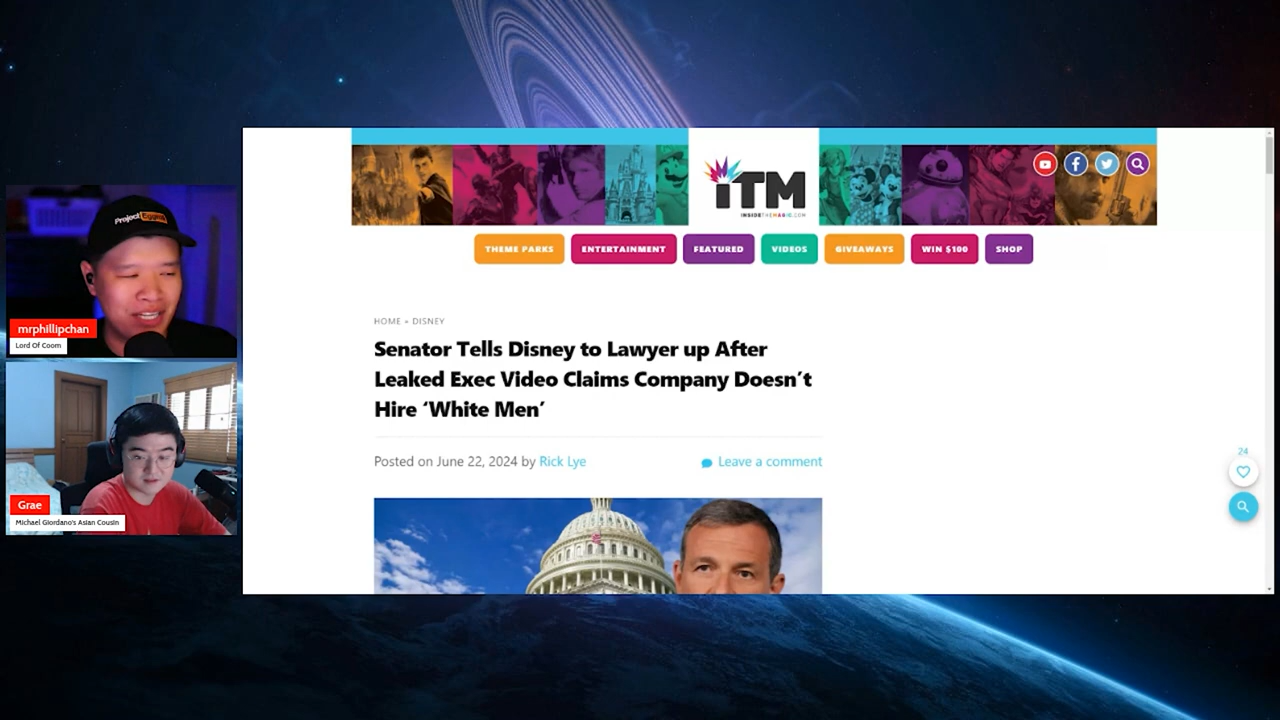 iTM
INSIDETHEMAGIC.COM
THEME PARKS
ENTERTAINMENT
FEATURED
VIDEOS
GIVEAWAYS
WIN $100
SHOP
HOME » DISNEY
Senator Tells Disney to Lawyer up After
Leaked Exec Video Claims Company Doesn't
Hire ‘White Men’
Posted on June 22, 2024 by Rick Lye
Leave a comment
24
Project Egg
mrphillipchan
Lord Of Coom
Grae
Michael Giordano's Asian Cousin